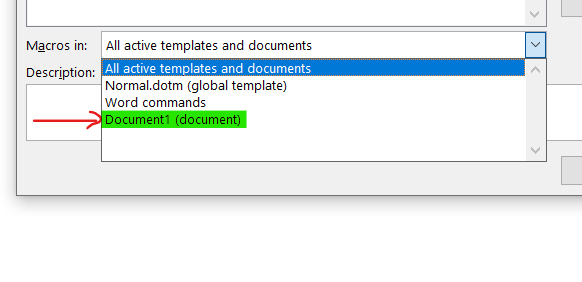 Macros in: All active templates and documents
Description: All active templates and documents
Normal.dotm (global template)
Word commands
Document1 (document)